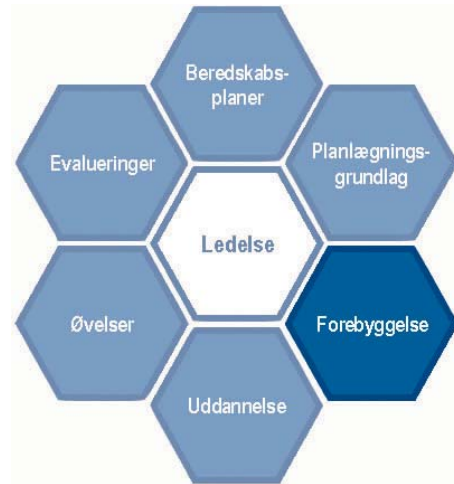 Beredskabs-
planer
Planlægnings-
grundlag
Evalueringer
Ledelse
Forebyggelse
Øvelser
Uddannelse